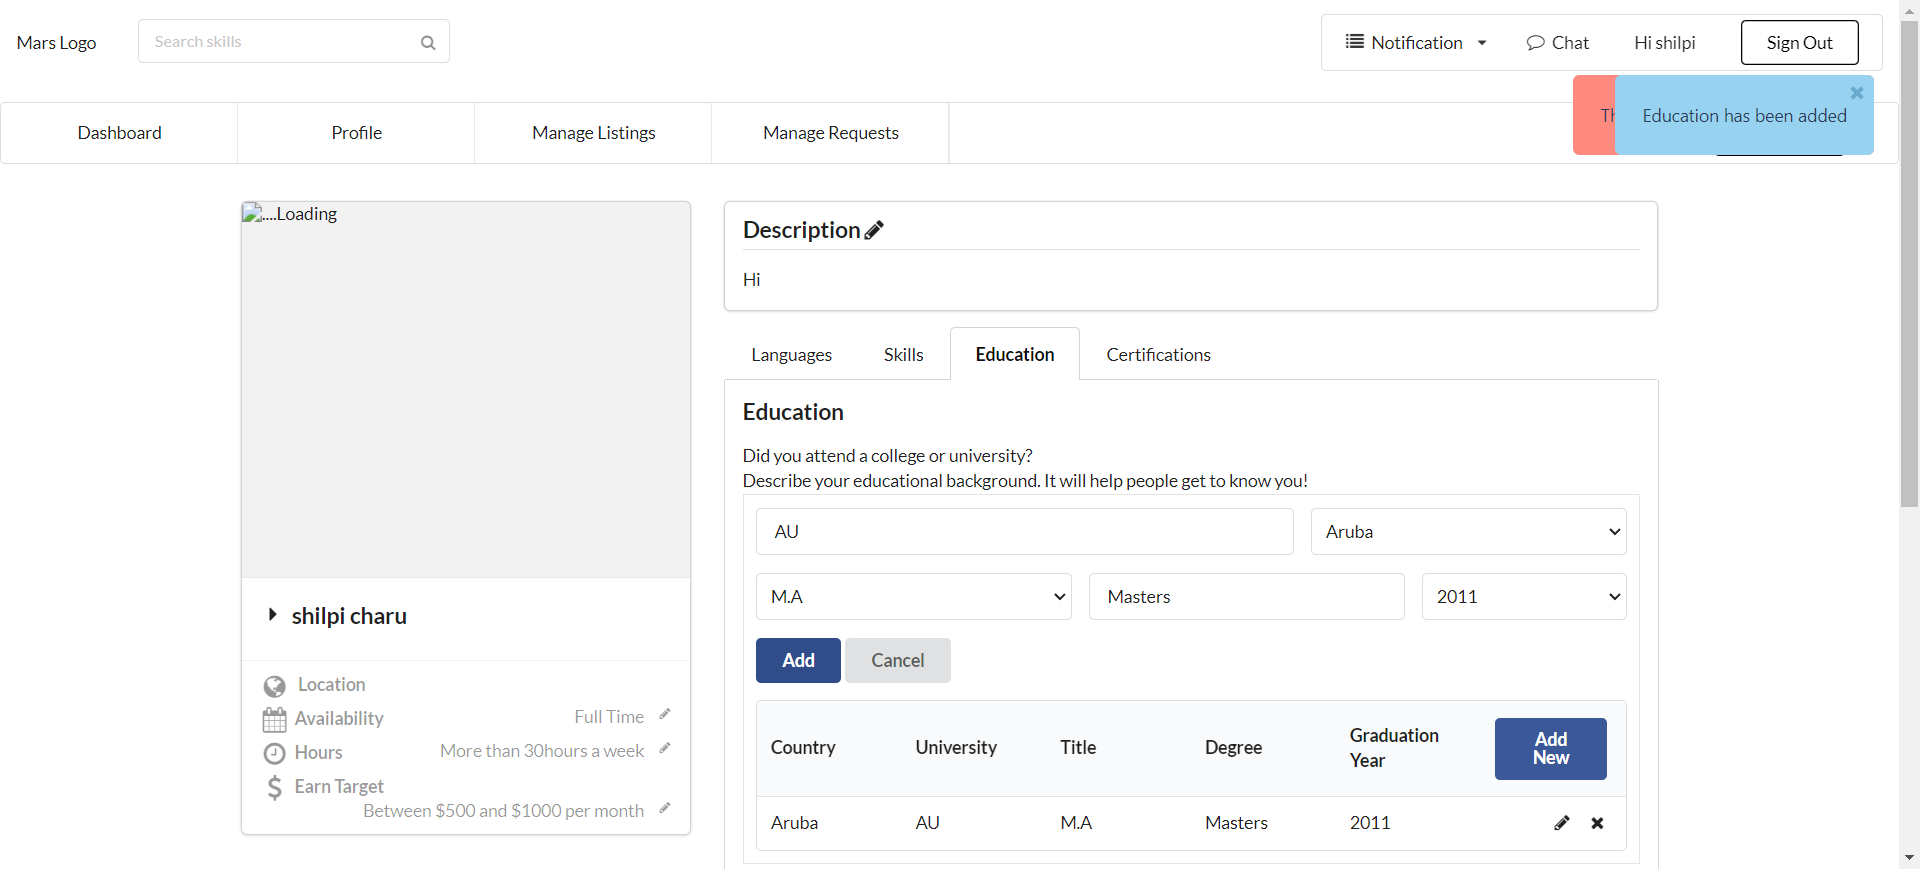 Mars Logo
Search skills
Notification
Chat
Hi shilpi
Sign Out
Education has been added
Dashboard
Profile
Manage Listings
Manage Requests
....Loading
shilpi charu
Location
Availability
Full Time
Hours
More than 30hours a week
Earn Target
Between $500 and $1000 per month
Description
Hi
Languages
Skills
Education
Certifications
Education
Did you attend a college or university?
Describe your educational background. It will help people get to know you!
AU
Aruba
M.A
Masters
2011
Add
Cancel
Country
University
Title
Degree
Graduation
Year
Add
New
Aruba
AU
M.A
Masters
2011